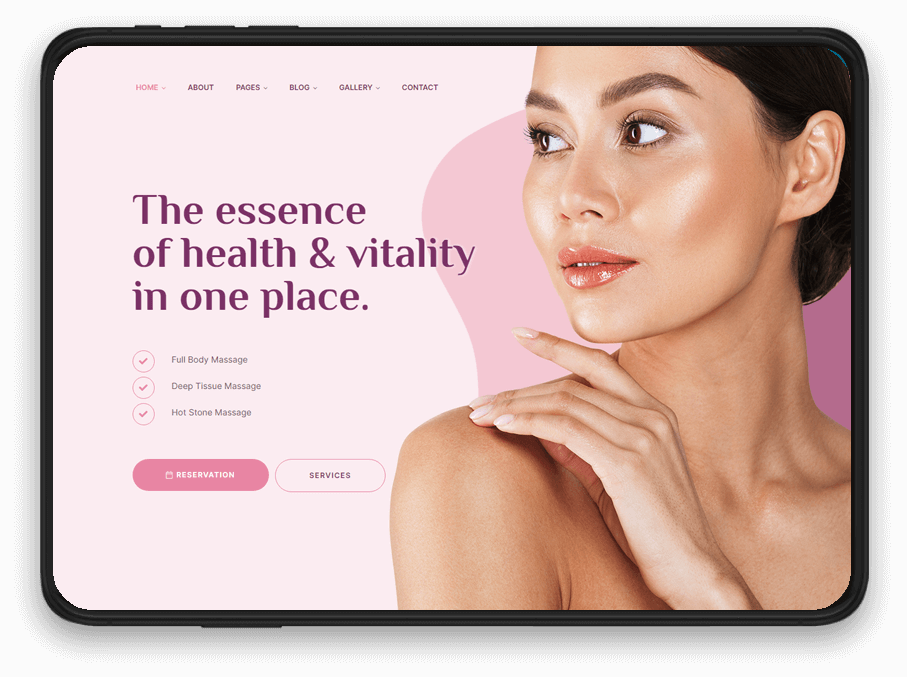 HOME ABOUT PAGES BLOG GALLERY CONTACT
The essence
of health & vitality
in one place.
Full Body Massage
Deep Tissue Massage
Hot Stone Massage
RESERVATION SERVICES